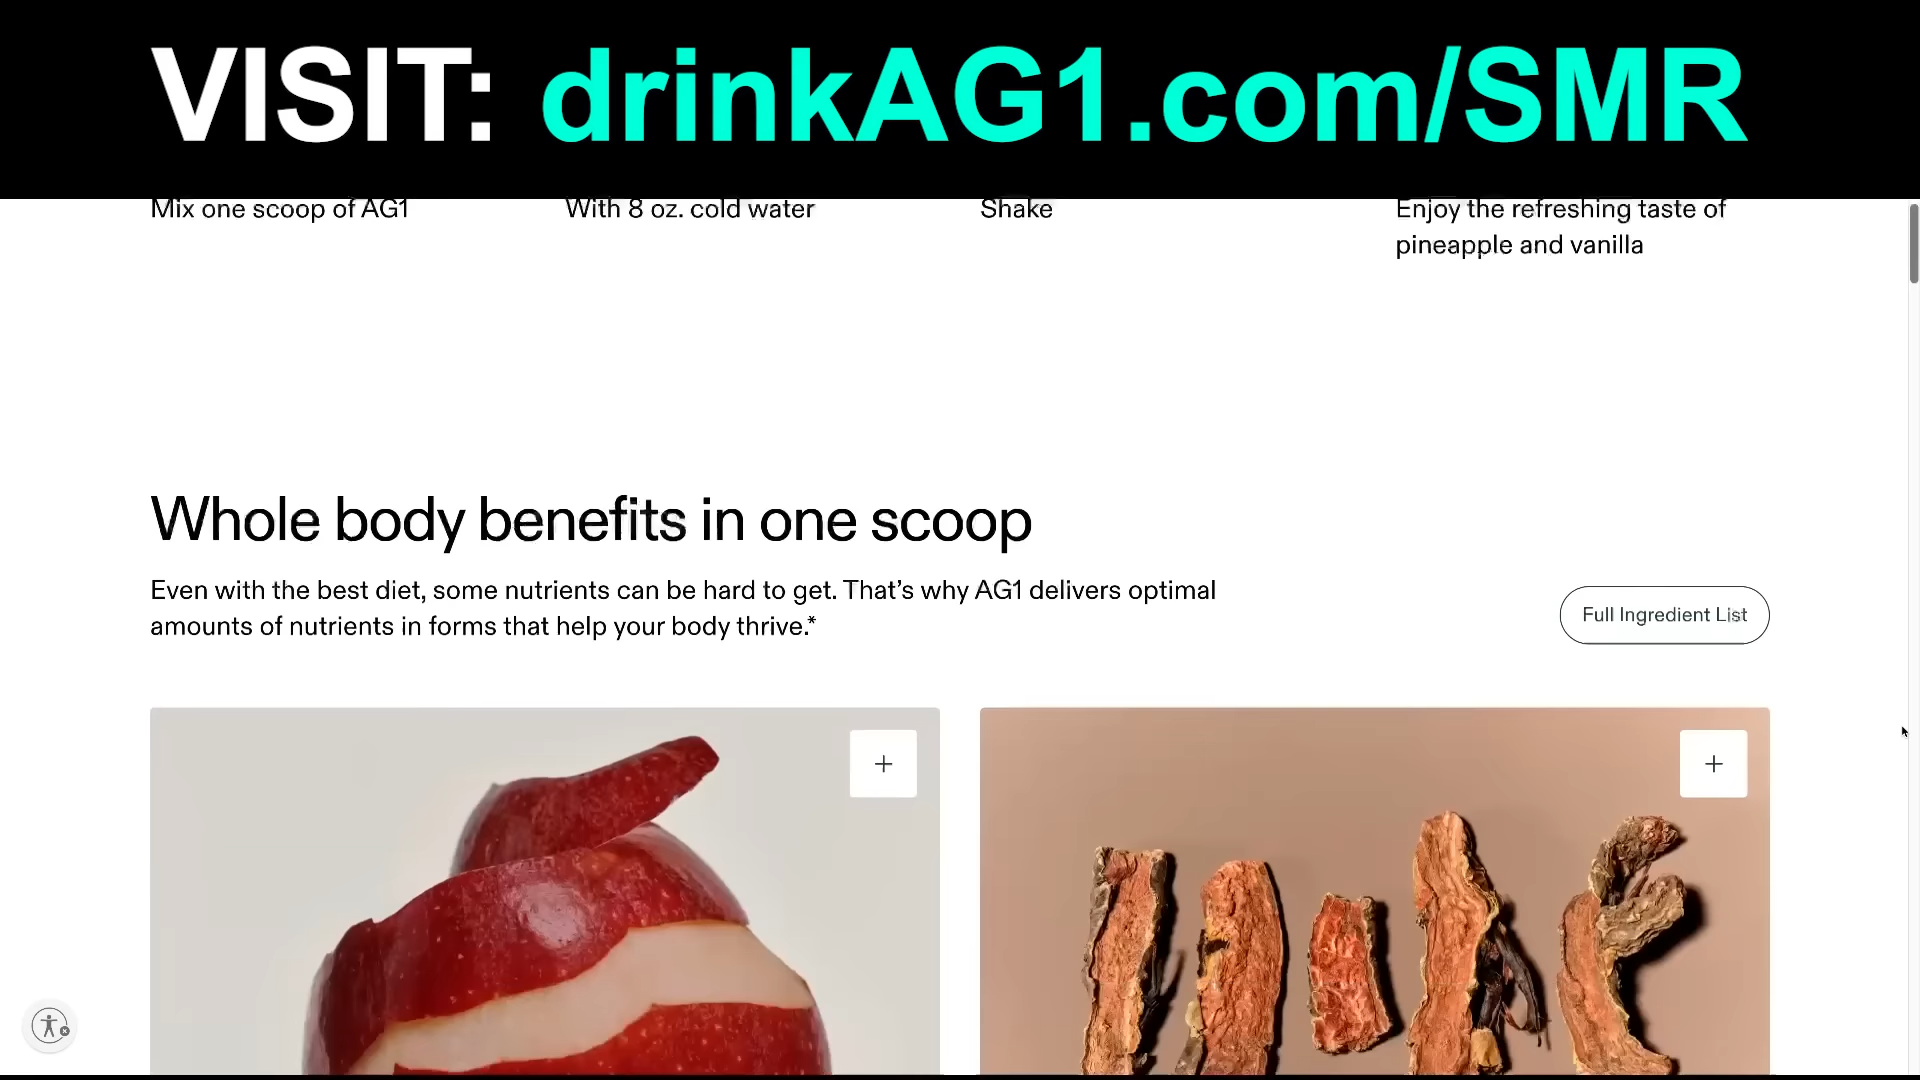 VISIT: drinkAG1.com/SMR
Mix one scoop of AG1
With 8 oz. cold water
Shake
Enjoy the refreshing taste of
pineapple and vanilla
Whole body benefits in one scoop
Even with the best diet, some nutrients can be hard to get. That’s why AG1 delivers optimal
amounts of nutrients in forms that help your body thrive.*
Full Ingredient List